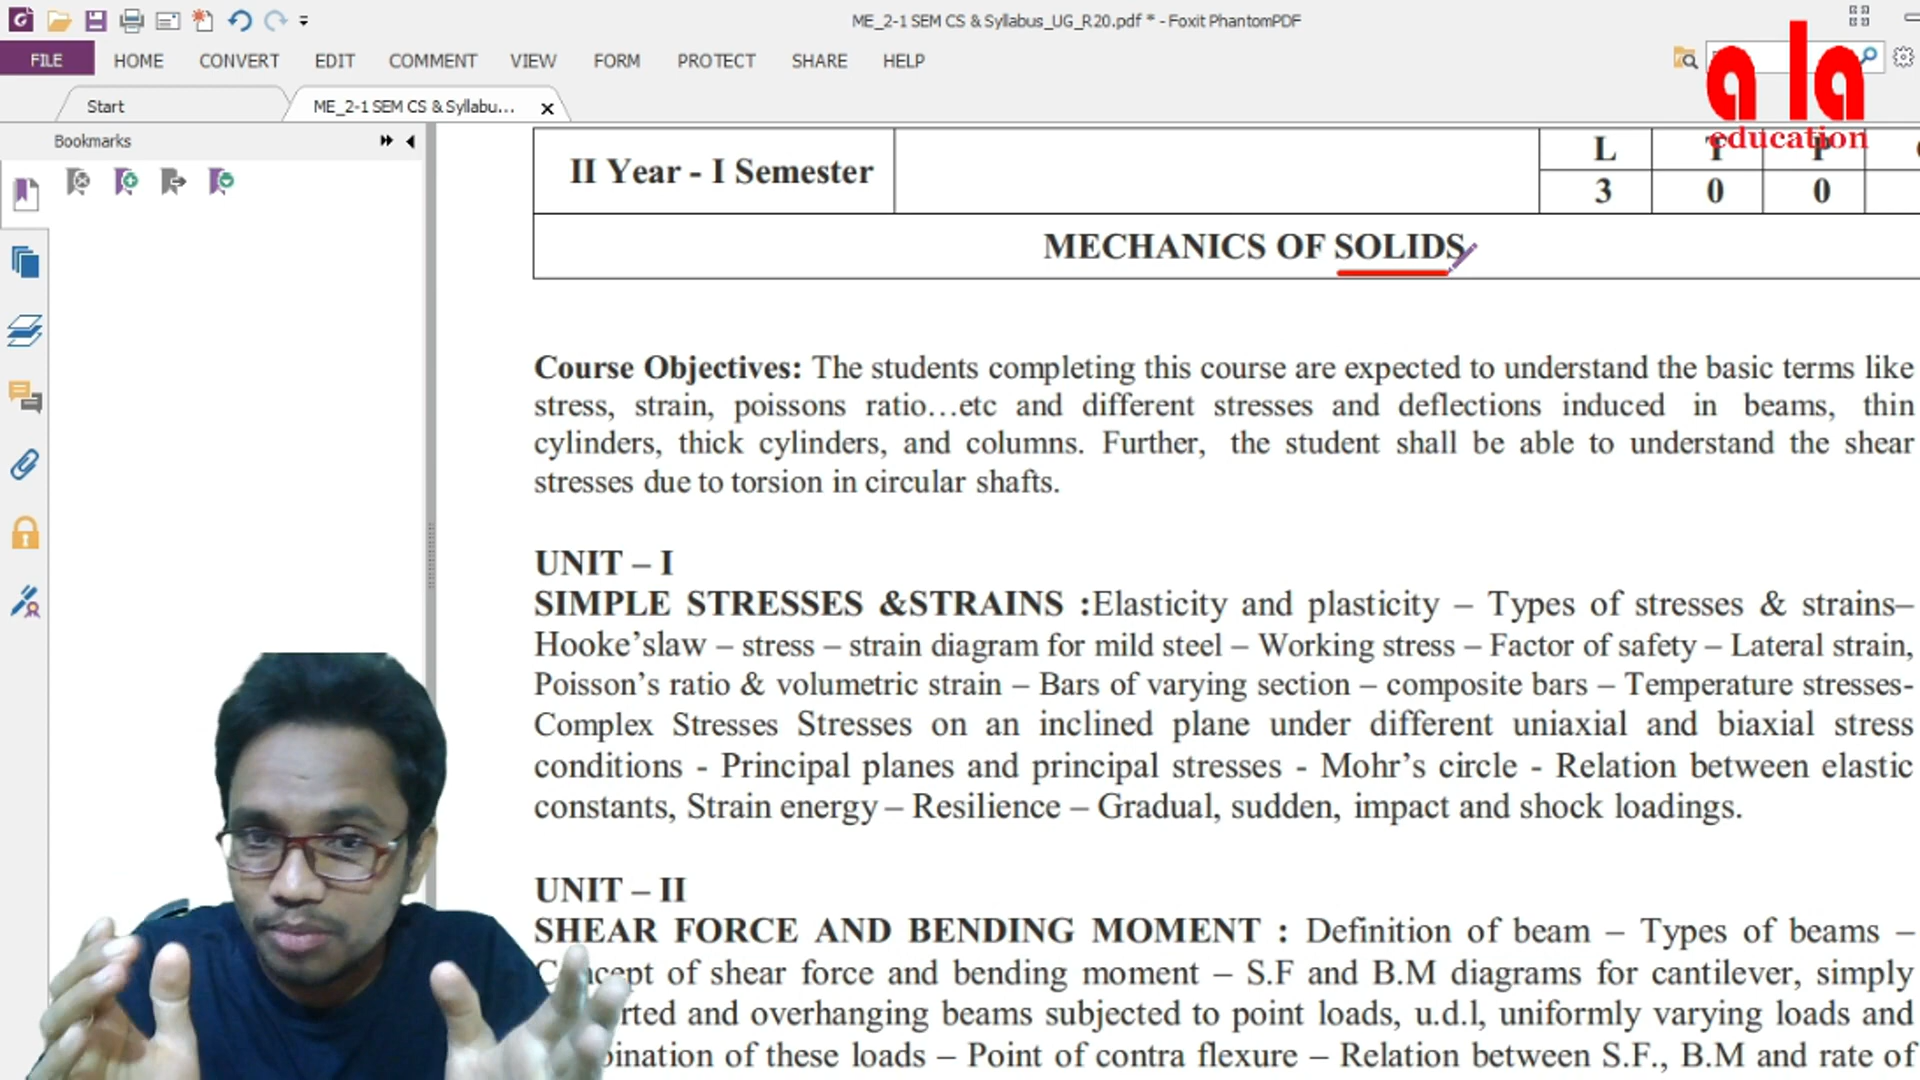 ME_2-1 SEM CS & Syllabus_UG_R20.pdf * - Foxit PhantomPDF
FILE HOME CONVERT EDIT VIEW COMMENT VIEW FORM PROTECT SHARE HELP
a la
education
Start ME_2-1 SEM CS & Syllabu...
Bookmarks
II Year - I Semester
L T P
3 0 0
MECHANICS OF SOLIDS
Course Objectives: The students completing this course are expected to understand the basic terms like
stress, strain, poissons ratio…etc and different stresses and deflections induced in beams, thin
cylinders, thick cylinders, and columns. Further, the student shall be able to understand the shear
stresses due to torsion in circular shafts.
UNIT – I
SIMPLE STRESSES &STRAINS :Elasticity and plasticity – Types of stresses & strains–
Hooke’slaw – stress – strain diagram for mild steel – Working stress – Factor of safety – Lateral strain,
Poisson’s ratio & volumetric strain – Bars of varying section – composite bars – Temperature stresses-
Complex Stresses Stresses on an inclined plane under different uniaxial and biaxial stress
conditions - Principal planes and principal stresses - Mohr’s circle - Relation between elastic
constants, Strain energy – Resilience – Gradual, sudden, impact and shock loadings.
UNIT – II
SHEAR FORCE AND BENDING MOMENT : Definition of beam – Types of beams –
Concept of shear force and bending moment – S.F and B.M diagrams for cantilever, simply
and overhanging beams subjected to point loads, u.d.l, uniformly varying loads and
of these loads – Point of contra flexure – Relation between S.F., B.M and rate of